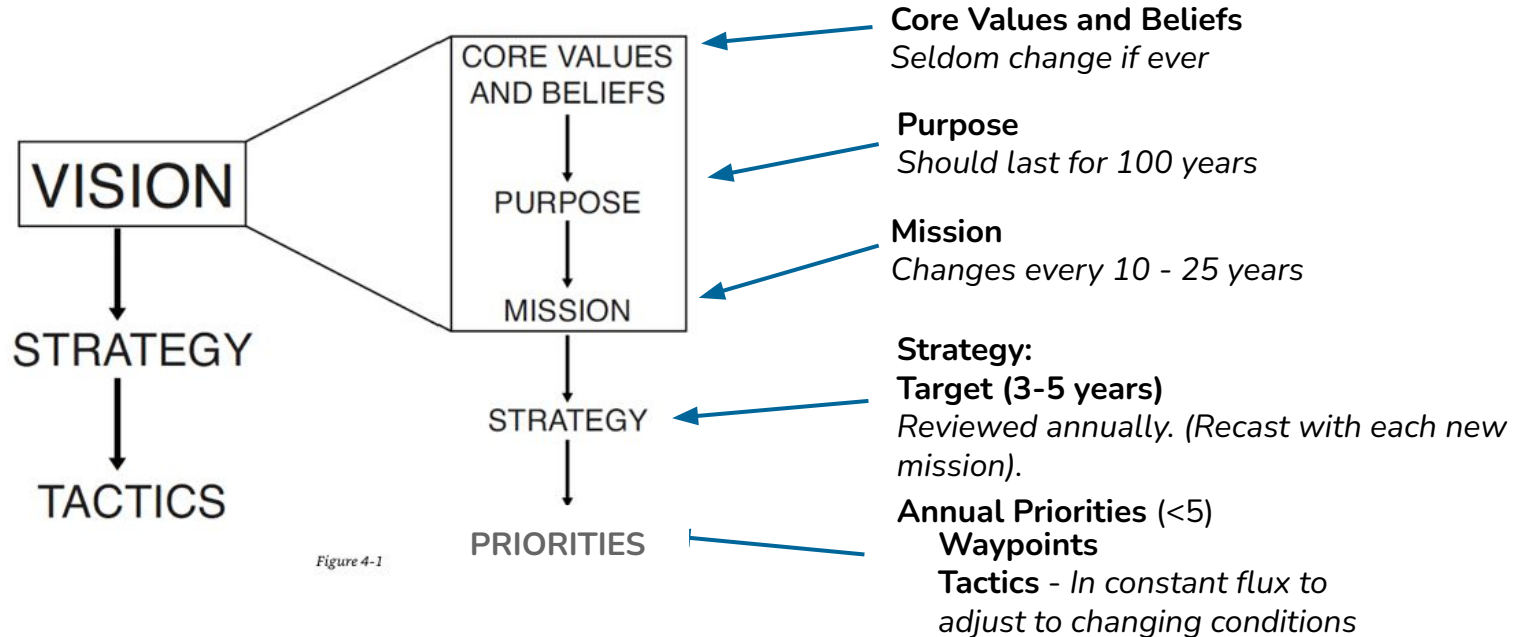 VISION
STRATEGY
TACTICS
Figure 4-1
CORE VALUES
AND BELIEFS
PURPOSE
MISSION
STRATEGY
PRIORITIES
Core Values and Beliefs
Seldom change if ever
Purpose
Should last for 100 years
Mission
Changes every 10 - 25 years
Strategy:
Target (3-5 years)
Reviewed annually. (Recast with each new
mission).
Annual Priorities (<5)
Waypoints
Tactics - In constant flux to
adjust to changing conditions